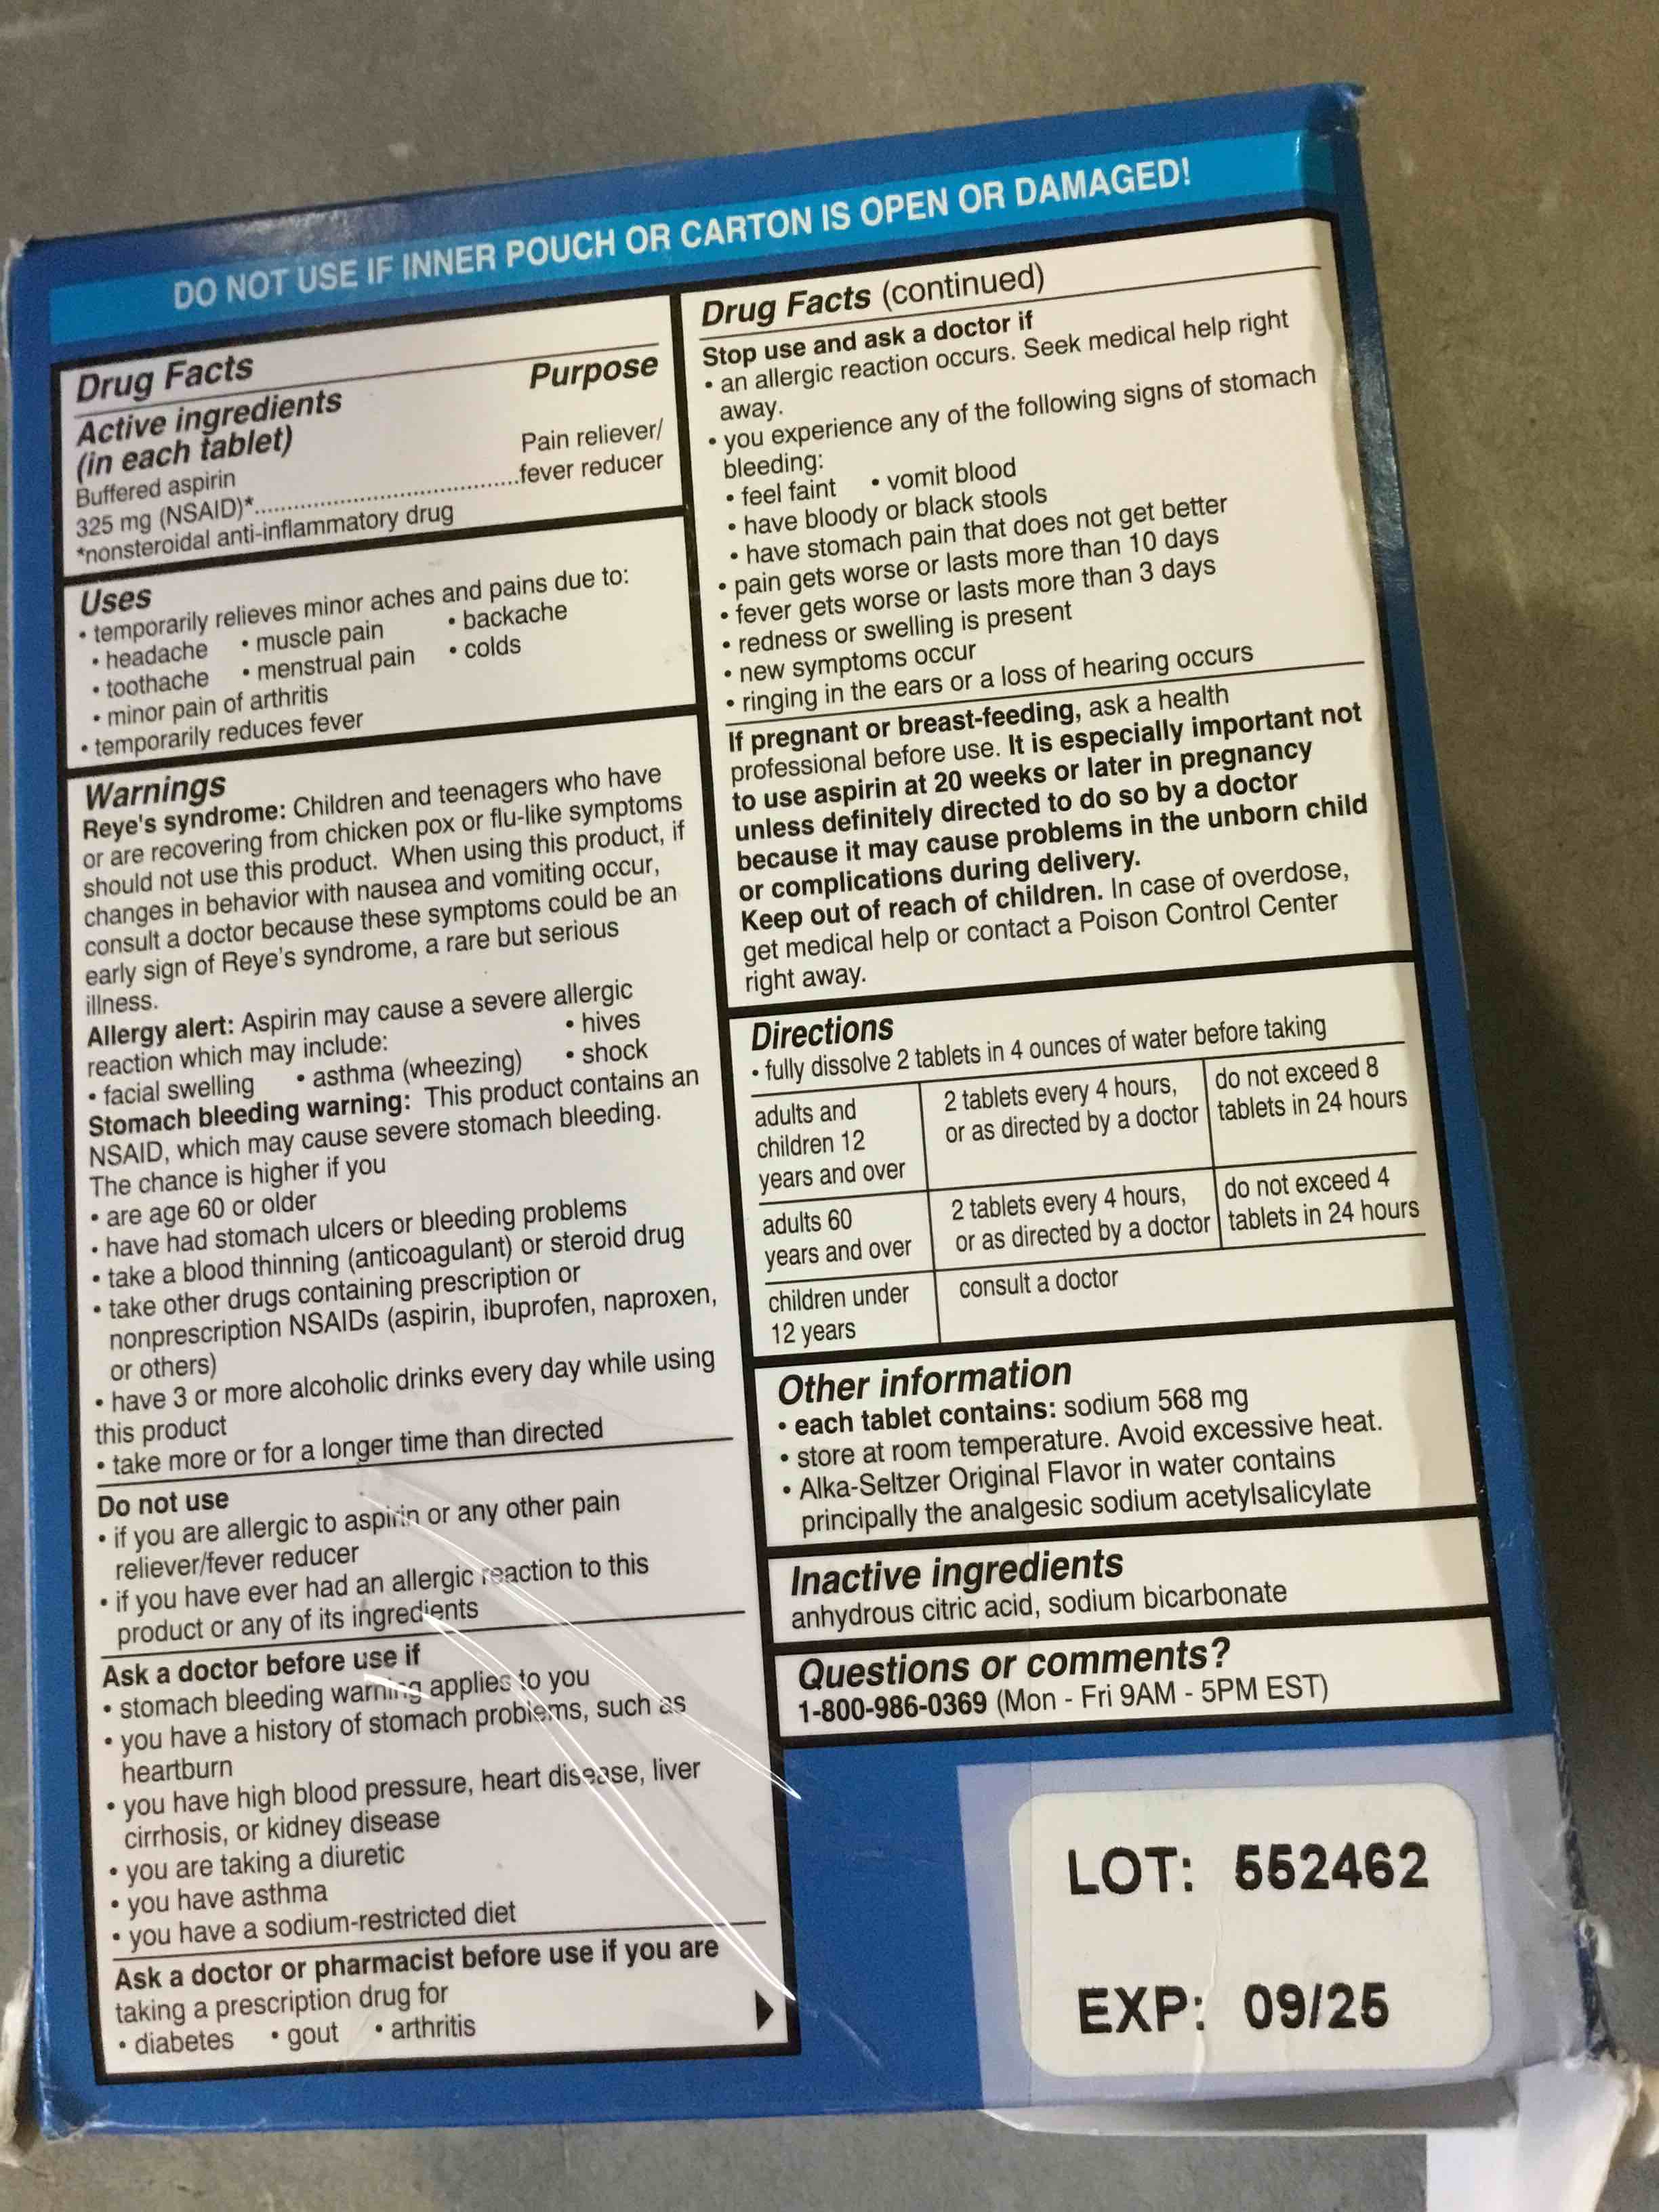 DO NOT USE IF INNER POUCH OR CARTON IS OPEN OR DAMAGED!
Drug Facts
Active ingredients Purpose
(in each tablet)
Buffered aspirin Pain reliever/
325 mg (NSAID)*..........................................fever reducer
*nonsteroidal anti-inflammatory drug
Uses
• temporarily relieves minor aches and pains due to:
• headache • muscle pain • backache
• toothache • menstrual pain • colds
• minor pain of arthritis
• temporarily reduces fever
Warnings
Reye's syndrome: Children and teenagers who have
or are recovering from chicken pox or flu-like symptoms
should not use this product. When using this product, if
changes in behavior with nausea and vomiting occur,
consult a doctor because these symptoms could be an
early sign of Reye's syndrome, a rare but serious
illness.
Allergy alert: Aspirin may cause a severe allergic
reaction which may include: • hives
• facial swelling • asthma (wheezing) • shock
Stomach bleeding warning: This product contains an
NSAID, which may cause severe stomach bleeding.
The chance is higher if you
• are age 60 or older
• have had stomach ulcers or bleeding problems
• take a blood thinning (anticoagulant) or steroid drug
• take other drugs containing prescription or
nonprescription NSAIDs (aspirin, ibuprofen, naproxen,
or others)
• have 3 or more alcoholic drinks every day while using
this product
• take more or for a longer time than directed
Do not use
• if you are allergic to aspirin or any other pain
reliever/fever reducer
• if you have ever had an allergic reaction to this
product or any of its ingredients
Ask a doctor before use if
• stomach bleeding warning applies to you
• you have a history of stomach problems, such as
heartburn
• you have high blood pressure, heart disease, liver
cirrhosis, or kidney disease
• you are taking a diuretic
• you have asthma
• you have a sodium-restricted diet
Ask a doctor or pharmacist before use if you are
taking a prescription drug for
• diabetes • gout • arthritis
Drug Facts (continued)
Stop use and ask a doctor if
• an allergic reaction occurs. Seek medical help right
away.
• you experience any of the following signs of stomach
bleeding:
• feel faint • vomit blood
• have bloody or black stools
• have stomach pain that does not get better
• pain gets worse or lasts more than 10 days
• fever gets worse or lasts more than 3 days
• redness or swelling is present
• new symptoms occur
• ringing in the ears or a loss of hearing occurs
If pregnant or breast-feeding, ask a health
professional before use. It is especially important not
to use aspirin at 20 weeks or later in pregnancy
unless definitely directed to do so by a doctor
because it may cause problems in the unborn child
or complications during delivery.
Keep out of reach of children. In case of overdose,
get medical help or contact a Poison Control Center
right away.
Directions
• fully dissolve 2 tablets in 4 ounces of water before taking
adults and 2 tablets every 4 hours, do not exceed 8
children 12 or as directed by a doctor tablets in 24 hours
years and over
adults 60 2 tablets every 4 hours, do not exceed 4
years and over or as directed by a doctor tablets in 24 hours
children under consult a doctor
12 years
Other information
• each tablet contains: sodium 568 mg
• store at room temperature. Avoid excessive heat.
• Alka-Seltzer Original Flavor in water contains
principally the analgesic sodium acetylsalicylate
Inactive ingredients
anhydrous citric acid, sodium bicarbonate
Questions or comments?
1-800-986-0369 (Mon - Fri 9AM - 5PM EST)
LOT: 552462
EXP: 09/25